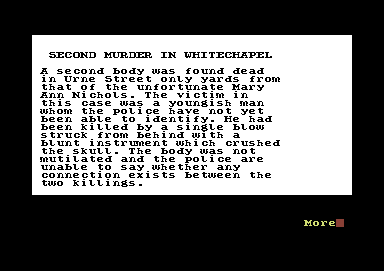 SECOND MURDER IN WHITECHAPEL
A second body was found dead
in Urne Street only yards from
that of the unfortunate Mary
Ann Nichols. The victim in
this case was a youngish man
whom the police have not yet
been able to identify. He had
been killed by a single blow
struck from behind with a
blunt instrument which crushed
the skull. The body was not
mutilated and the police are
unable to say whether any
connection exists between the
two killings.
More